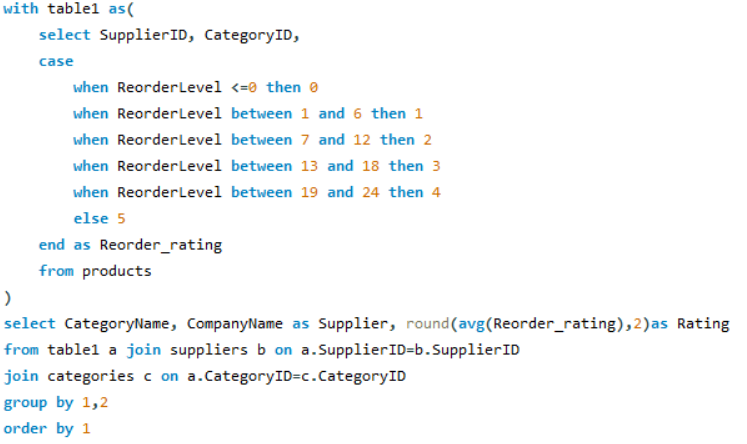 with table1 as(
    select SupplierID, CategoryID,
    case
        when ReorderLevel <=0 then 0
        when ReorderLevel between 1 and 6 then 1
        when ReorderLevel between 7 and 12 then 2
        when ReorderLevel between 13 and 18 then 3
        when ReorderLevel between 19 and 24 then 4
        else 5
    end as Reorder_rating
    from products
)
select CategoryName, CompanyName as Supplier, round(avg(Reorder_rating),2)as Rating
from table1 a join suppliers b on a.SupplierID=b.SupplierID
join categories c on a.CategoryID=c.CategoryID
group by 1,2
order by 1